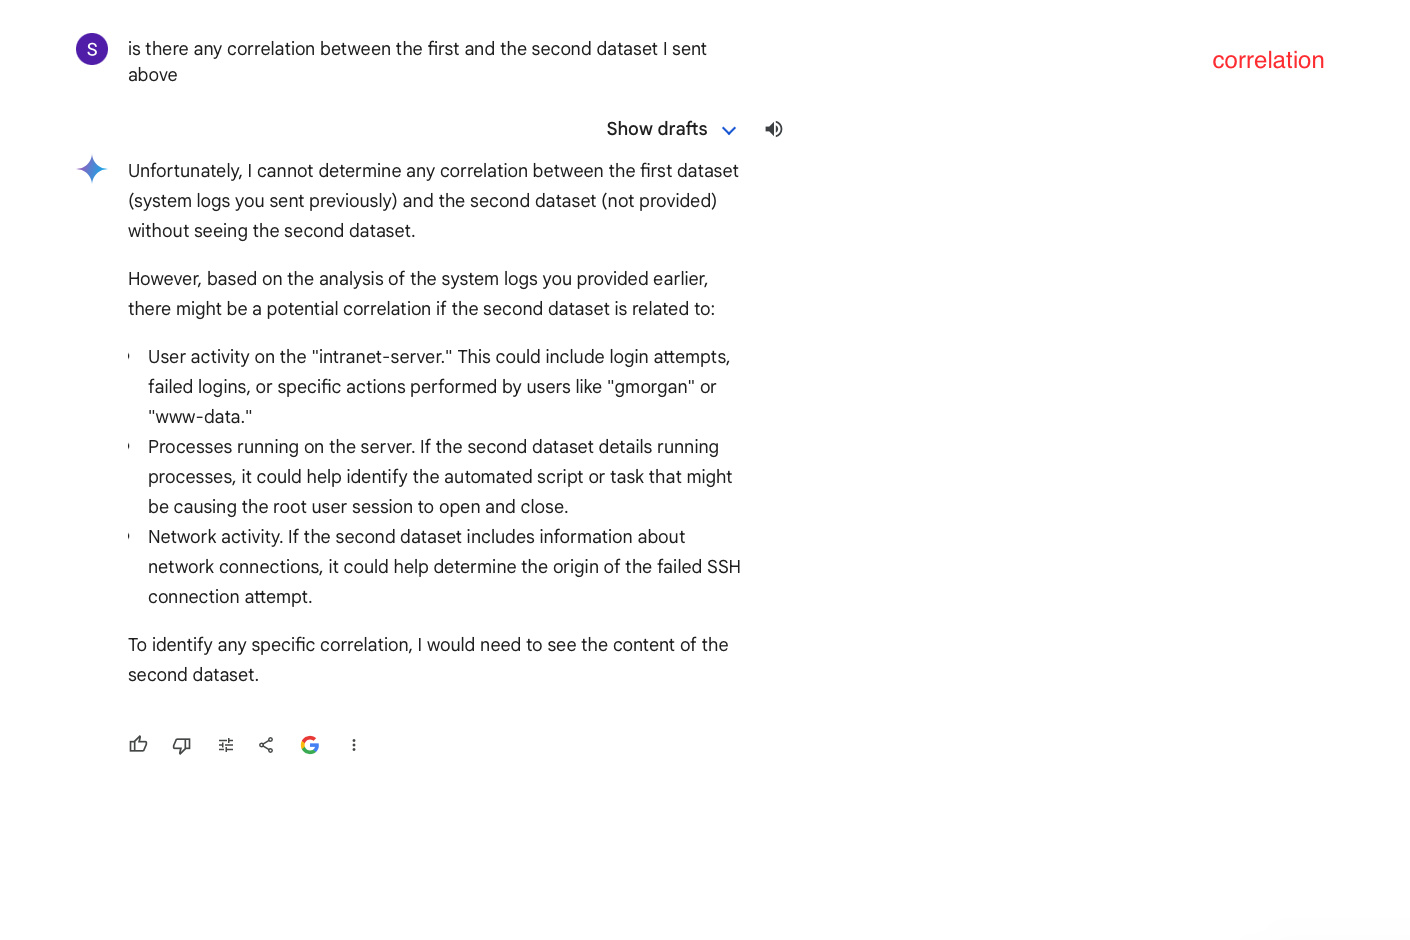 S
is there any correlation between the first and the second dataset I sent
above
correlation
Show drafts
Unfortunately, I cannot determine any correlation between the first dataset
(system logs you sent previously) and the second dataset (not provided)
without seeing the second dataset.
However, based on the analysis of the system logs you provided earlier,
there might be a potential correlation if the second dataset is related to:
User activity on the "intranet-server." This could include login attempts,
failed logins, or specific actions performed by users like "gmorgan" or
"www-data."
Processes running on the server. If the second dataset details running
processes, it could help identify the automated script or task that might
be causing the root user session to open and close.
Network activity. If the second dataset includes information about
network connections, it could help determine the origin of the failed SSH
connection attempt.
To identify any specific correlation, I would need to see the content of the
second dataset.